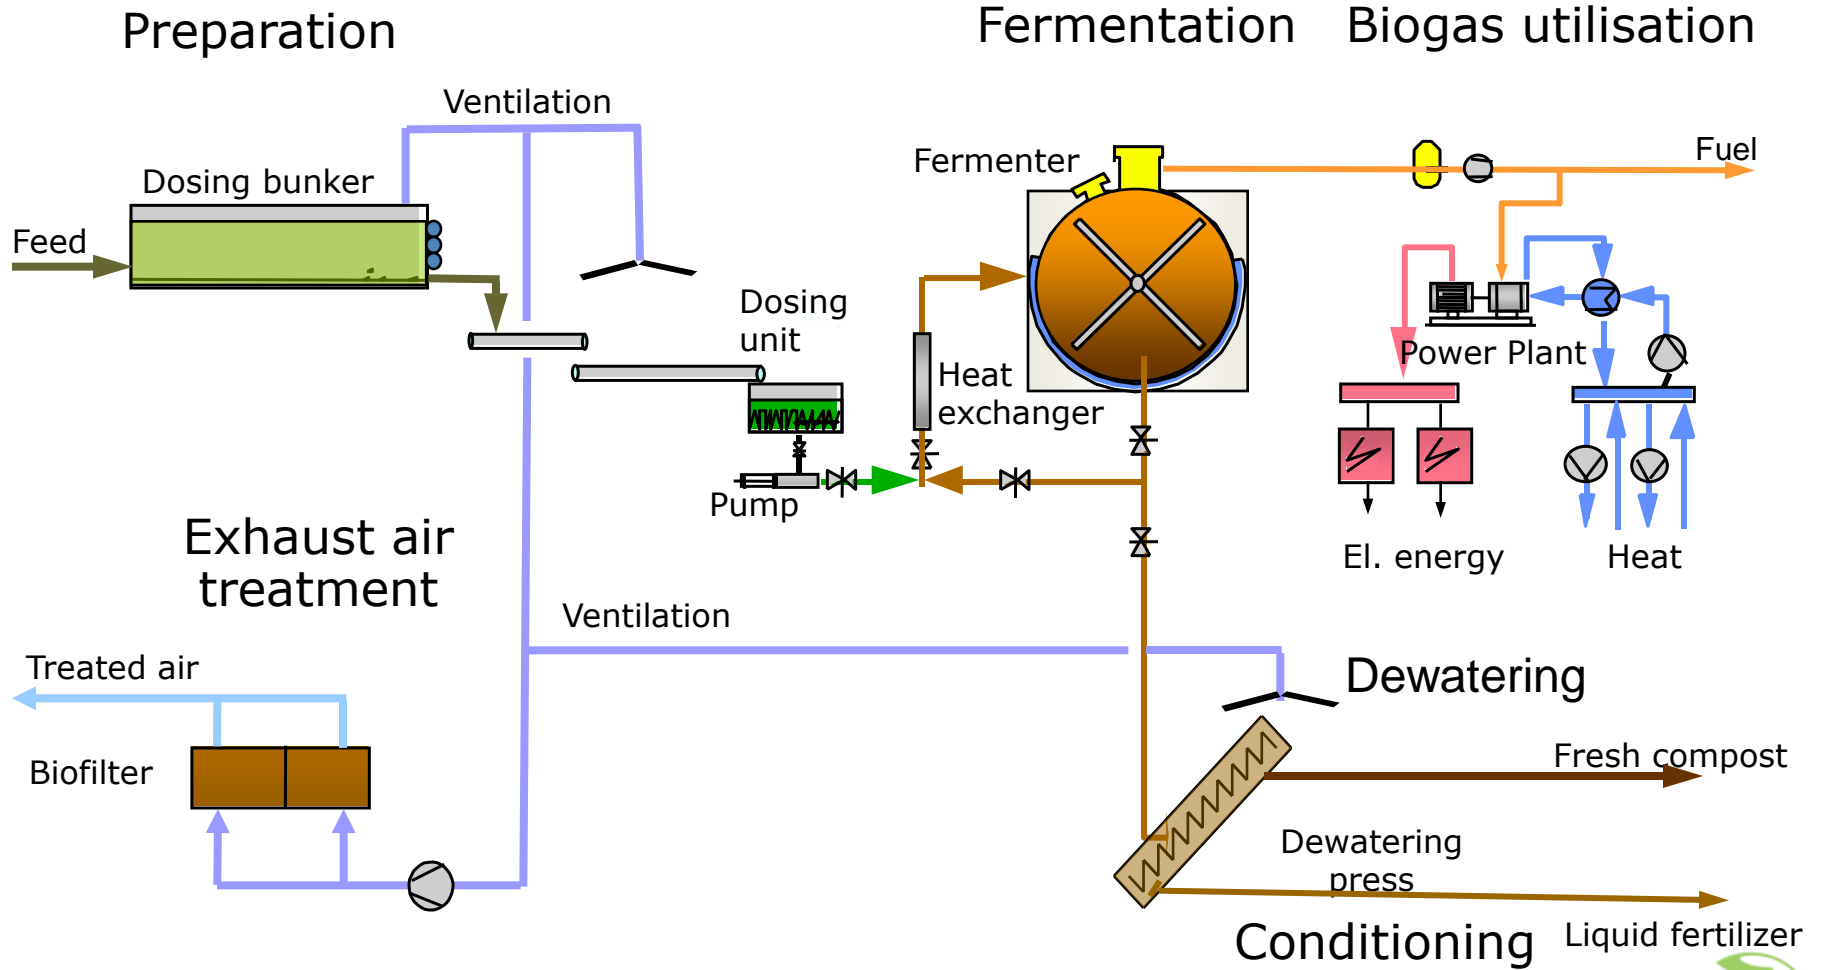 Preparation
Fermentation
Biogas utilisation
Ventilation
Fuel
Fermenter
Dosing bunker
Feed
Dosing
unit
Power Plant
Heat
exchanger
Pump
Exhaust air
treatment
El. energy
Heat
Ventilation
Treated air
Dewatering
Fresh compost
Biofilter
Dewatering
press
Conditioning
Liquid fertilizer